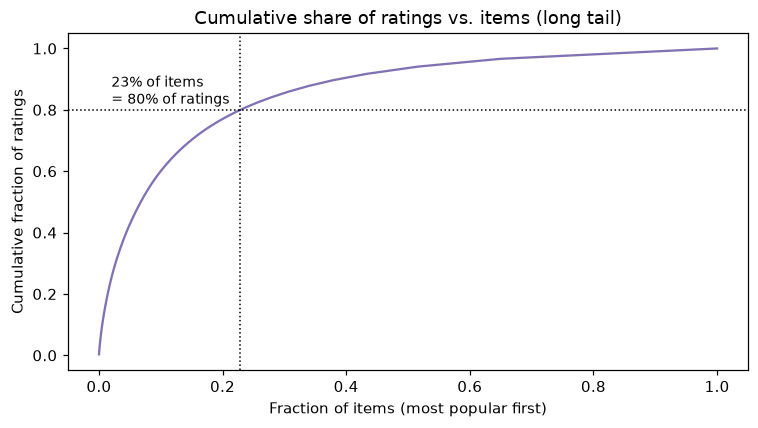 Cumulative share of ratings vs. items (long tail)
Cumulative fraction of ratings
1.0
0.8
0.6
0.4
0.2
0.0
23% of items
= 80% of ratings
0.0 0.2 0.4 0.6 0.8 1.0
Fraction of items (most popular first)